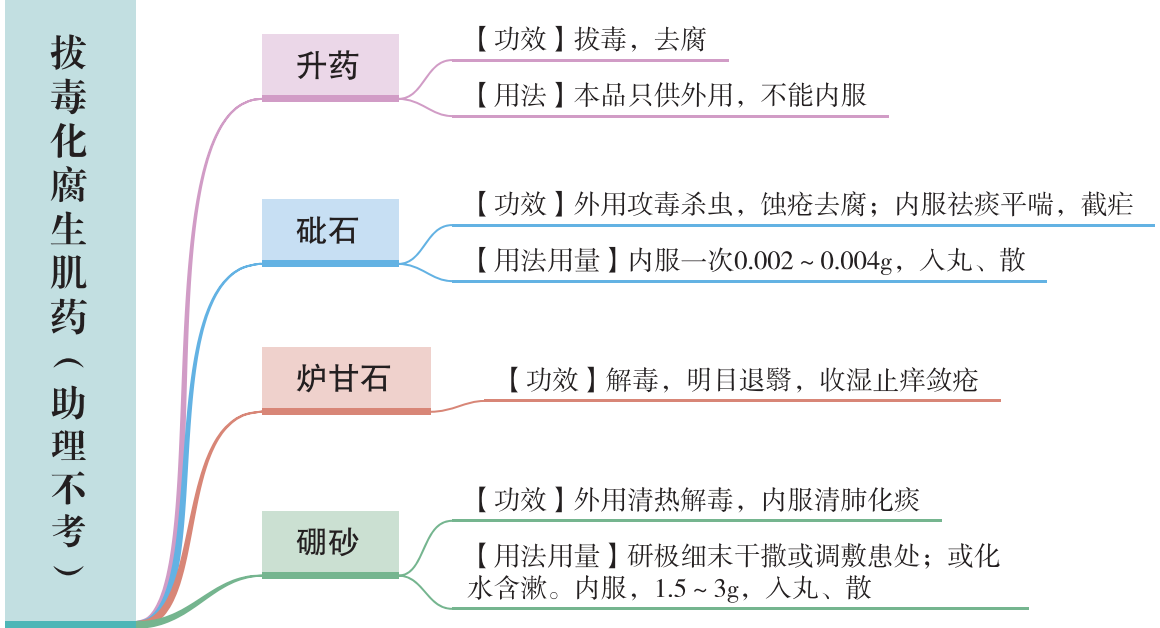 拔毒化腐生肌药（助理不考）
升药
【功效】拔毒，去腐
【用法】本品只供外用，不能内服
砒石
【功效】外用攻毒杀虫，蚀疮去腐；内服祛痰平喘，截疟
【用法用量】内服一次0.002～0.004g，入丸、散
炉甘石
【功效】解毒，明目退翳，收湿止痒敛疮
硼砂
【功效】外用清热解毒，内服清肺化痰
【用法用量】研极细末干撒或调敷患处；或化
水含漱。内服，1.5～3g，入丸、散